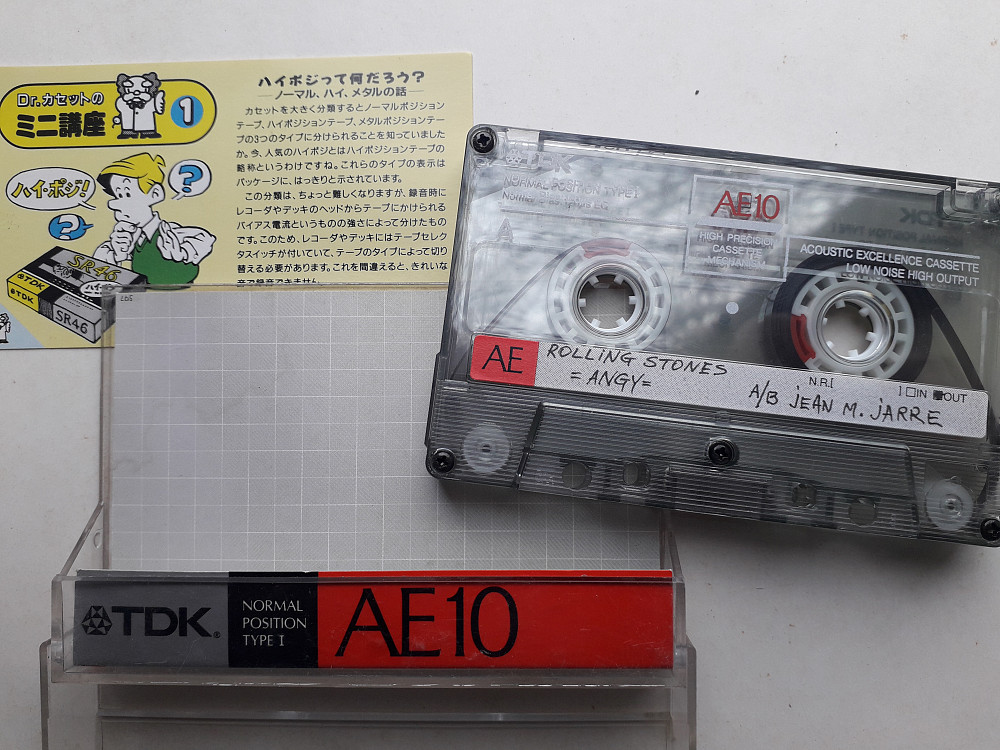 Dr.カセットの
ミニ講座
1
ハイポジって何だろう?
—ノーマル、ハイ、メタルの話—
カセットを大きく分類するとノーマルポジション
テープ、ハイポジションテープ、メタルポジションテー
プの3つのタイプに分けられることを知っていました
か。今、人気のハイポジとはハイポジションテープの
略称というわけですね。これらのタイプの表示は
パッケージに、はっきりと示されています。
この分類は、ちょっと難しくなりますが、録音時に
レコーダやデッキのヘッドからテープにかけられる
バイアス電流というものの強さによって分けたもの
です。このため、レコーダやデッキにはテープセレク
タスイッチが付いていて、テープのタイプによって切り
替える必要があります。これを間違えると、きれいな
音で録音できません。
ハイ・ポジ!
?
?
SR46
ハイポジ
TDK
TDK
SR46
TDK
NORMAL POSITION TYPE I
A
AE10
HIGH PRECISION
CASSETTE
MECHANISM
ACOUSTIC EXCELLENCE CASSETTE
LOW NOISE HIGH OUTPUT
AE
ROLLING STONES
=ANGY=
N.R.[ ] IN OUT
A/B JEAN M. JARRE
TDK
NORMAL
POSITION
TYPE I
AE10